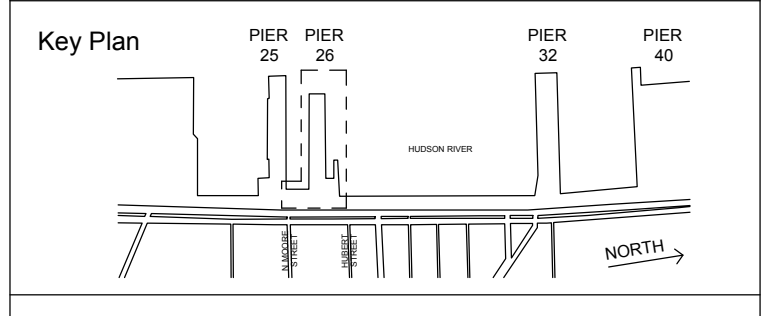 Key Plan
PIER
25
PIER
26
PIER
32
PIER
40
HUDSON RIVER
N MOORE
STREET
HUBERT
STREET
NORTH